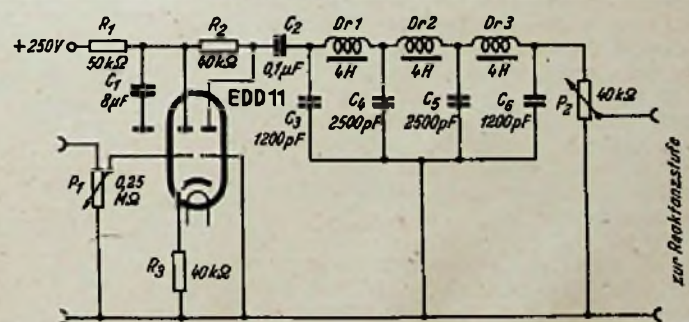 +250V
R1
50kΩ
C1
8μF
R2
40kΩ
C2
0,1μF
EDD11
Dr1
4H
Dr2
4H
Dr3
4H
C3
1200pF
C4
2500pF
C5
2500pF
C6
1200pF
P2
40kΩ
P1
0,25
MΩ
R3
40kΩ
zur Reaktanzstufe